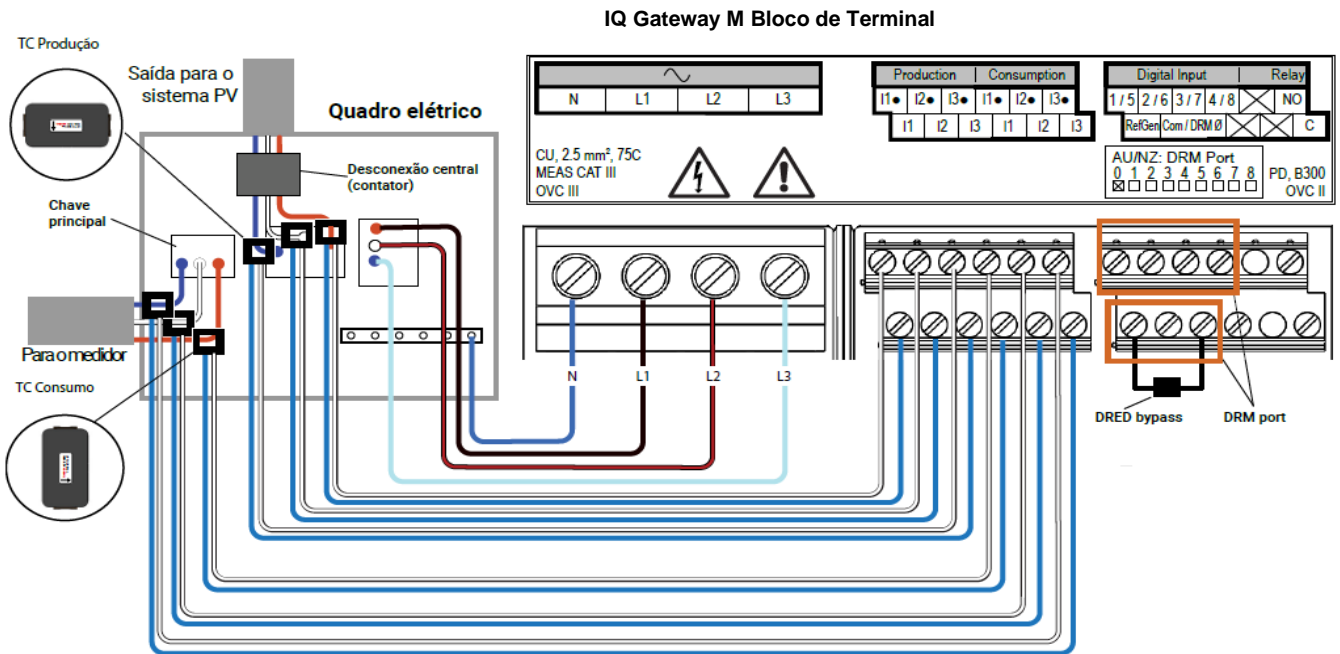 IQ Gateway M Bloco de Terminal
TC Produção
Saída para o
sistema PV
Quadro elétrico
Desconexão central
(contator)
Chave
principal
Para o medidor
TC Consumo
N L1 L2 L3
CU, 2.5 mm², 75C
MEAS CAT III
OVC III
Production | Consumption
I1● I2● I3● I1● I2● I3●
I1 I2 I3 I1 I2 I3
Digital Input | Relay
1 / 5 2 / 6 3 / 7 4 / 8 NO
RefGen Com / DRM Ø C
AU/NZ: DRM Port
0 1 2 3 4 5 6 7 8
PD, B300
OVC II
N L1 L2 L3
DRED bypass
DRM port